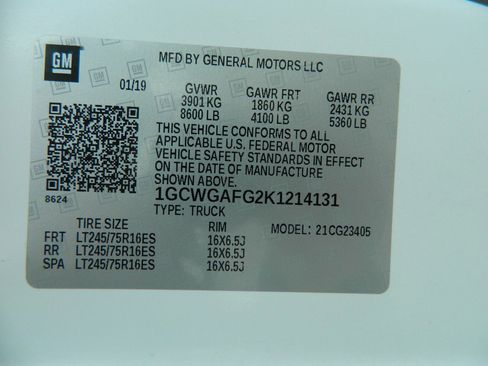 GM
MFD BY GENERAL MOTORS LLC
01/19
GVWR GAWR FRT GAWR RR
3901 KG 1860 KG 2431 KG
8600 LB 4100 LB 5360 LB
THIS VEHICLE CONFORMS TO ALL
APPLICABLE U.S. FEDERAL MOTOR
VEHICLE SAFETY STANDARDS IN EFFECT
ON THE DATE OF MANUFACTURE
SHOWN ABOVE.
8624
1GCWGAFG2K1214131
TYPE: TRUCK
TIRE SIZE RIM MODEL: 21CG23405
FRT LT245/75R16ES 16X6.5J
RR LT245/75R16ES 16X6.5J
SPA LT245/75R16ES 16X6.5J